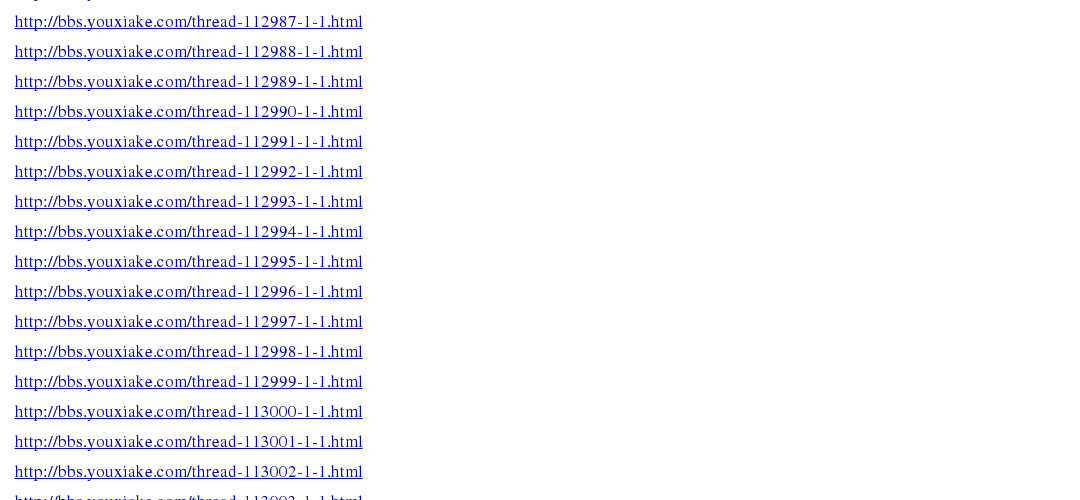 http://bbs.youxiake.com/thread-112987-1-1.html
http://bbs.youxiake.com/thread-112988-1-1.html
http://bbs.youxiake.com/thread-112989-1-1.html
http://bbs.youxiake.com/thread-112990-1-1.html
http://bbs.youxiake.com/thread-112991-1-1.html
http://bbs.youxiake.com/thread-112992-1-1.html
http://bbs.youxiake.com/thread-112993-1-1.html
http://bbs.youxiake.com/thread-112994-1-1.html
http://bbs.youxiake.com/thread-112995-1-1.html
http://bbs.youxiake.com/thread-112996-1-1.html
http://bbs.youxiake.com/thread-112997-1-1.html
http://bbs.youxiake.com/thread-112998-1-1.html
http://bbs.youxiake.com/thread-112999-1-1.html
http://bbs.youxiake.com/thread-113000-1-1.html
http://bbs.youxiake.com/thread-113001-1-1.html
http://bbs.youxiake.com/thread-113002-1-1.html